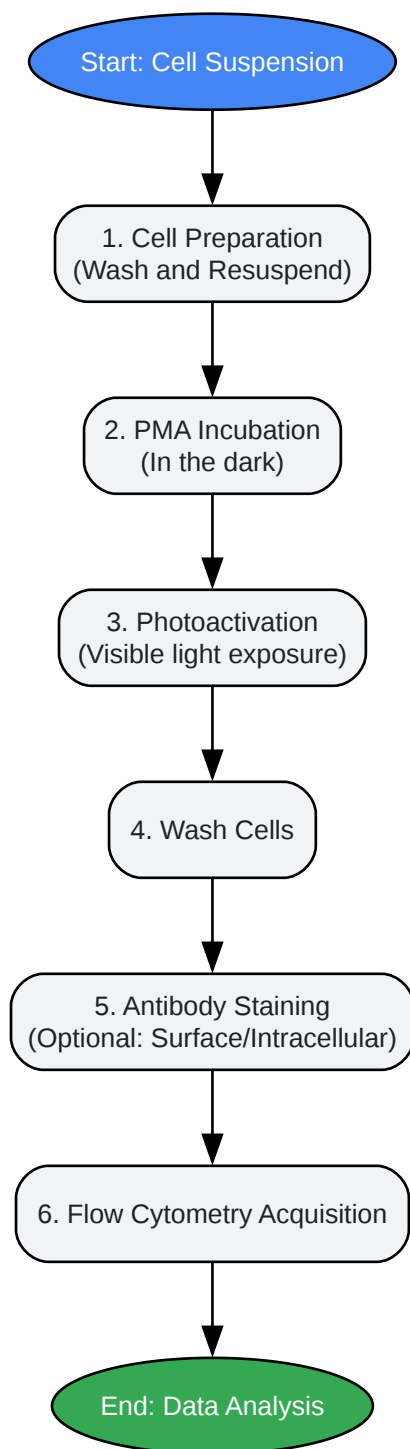 Start: Cell Suspension
1. Cell Preparation
(Wash and Resuspend)
2. PMA Incubation
(In the dark)
3. Photoactivation
(Visible light exposure)
4. Wash Cells
5. Antibody Staining
(Optional: Surface/Intracellular)
6. Flow Cytometry Acquisition
End: Data Analysis